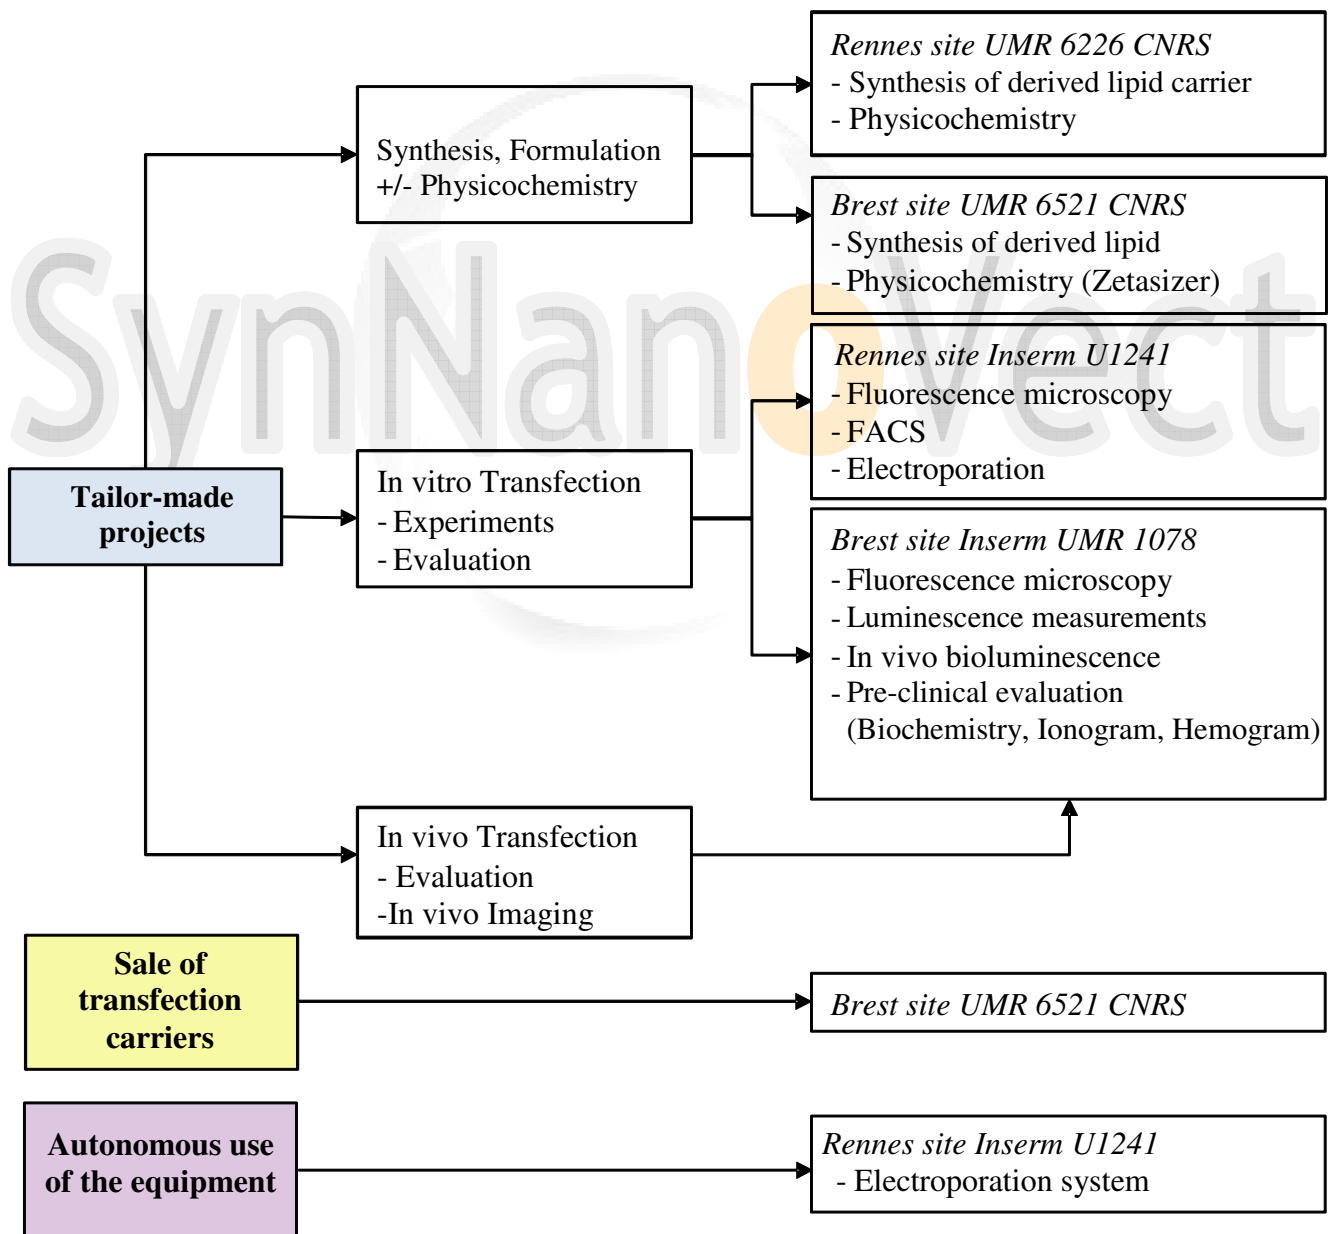 SynNanoVect
Tailor-made
projects
Synthesis, Formulation
+/- Physicochemistry
Rennes site UMR 6226 CNRS
- Synthesis of derived lipid carrier
- Physicochemistry
Brest site UMR 6521 CNRS
- Synthesis of derived lipid
- Physicochemistry (Zetasizer)
In vitro Transfection
- Experiments
- Evaluation
Rennes site Inserm U1241
- Fluorescence microscopy
- FACS
- Electroporation
Brest site Inserm UMR 1078
- Fluorescence microscopy
- Luminescence measurements
- In vivo bioluminescence
- Pre-clinical evaluation
(Biochemistry, Ionogram, Hemogram)
In vivo Transfection
- Evaluation
-In vivo Imaging
Sale of
transfection
carriers
Brest site UMR 6521 CNRS
Autonomous use
of the equipment
Rennes site Inserm U1241
- Electroporation system